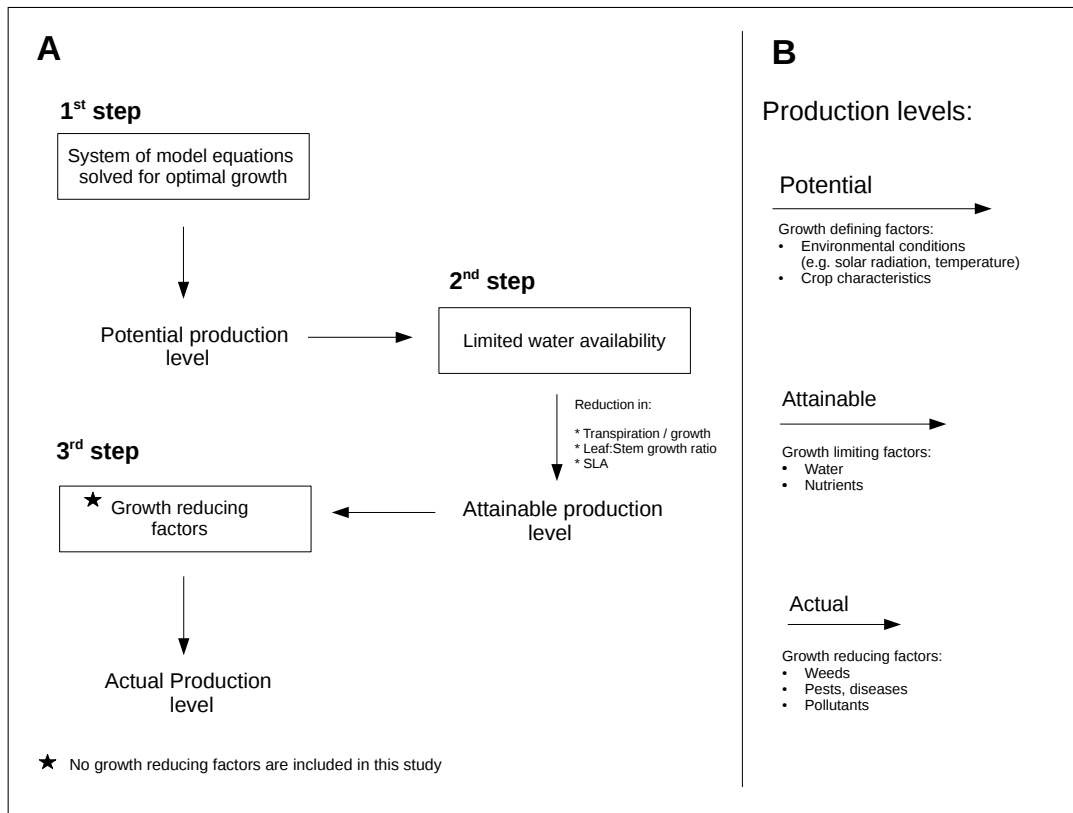 A
1st step
System of model equations
solved for optimal growth
Potential production
level
2nd step
Limited water availability
Reduction in:
* Transpiration / growth
* Leaf:Stem growth ratio
* SLA
Attainable production
level
3rd step
★ Growth reducing
factors
Actual Production
level
★ No growth reducing factors are included in this study
B
Production levels:
Potential
Growth defining factors:
• Environmental conditions
(e.g. solar radiation, temperature)
• Crop characteristics
Attainable
Growth limiting factors:
• Water
• Nutrients
Actual
Growth reducing factors:
• Weeds
• Pests, diseases
• Pollutants